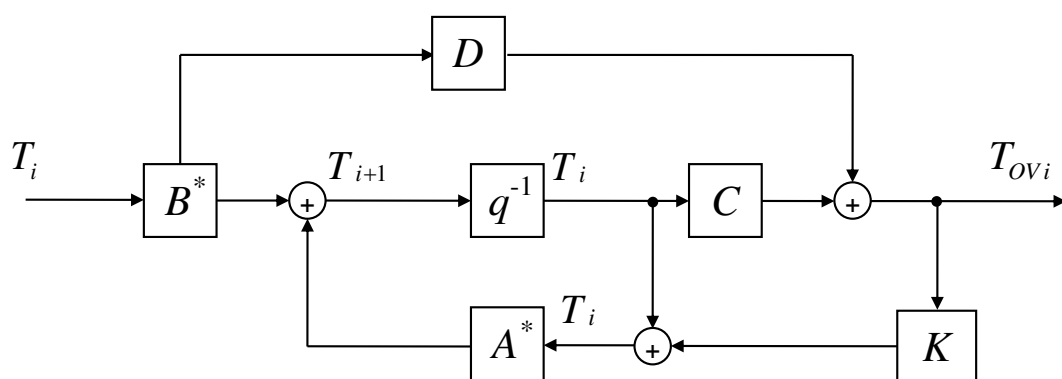 D
T_i
T_{i+1}
T_i
T_{OVi}
B^*
+
q^{-1}
C
+
T_i
A^*
+
K